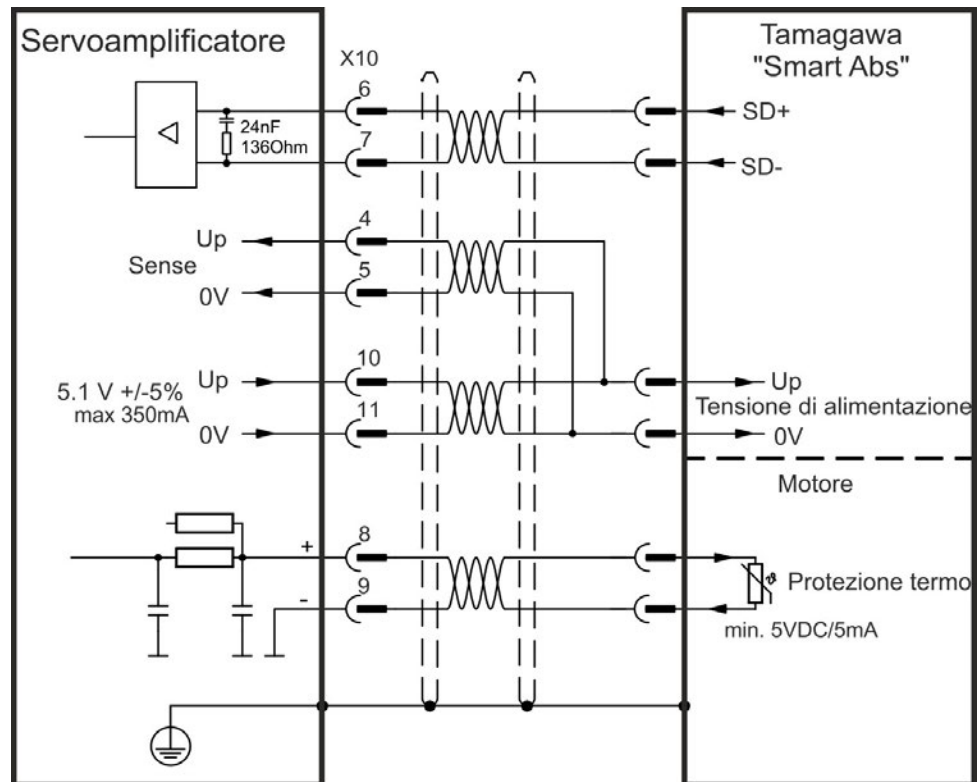 Servoamplificatore
X10
Tamagawa
"Smart Abs"
6
SD+
24nF
136Ohm
7
SD-
4
Up
Sense
5
0V
10
5.1 V +/-5%
max 350mA
Up
Up
Tensione di alimentazione
11
0V
0V
Motore
8
+
Protezione termo
9
-
min. 5VDC/5mA